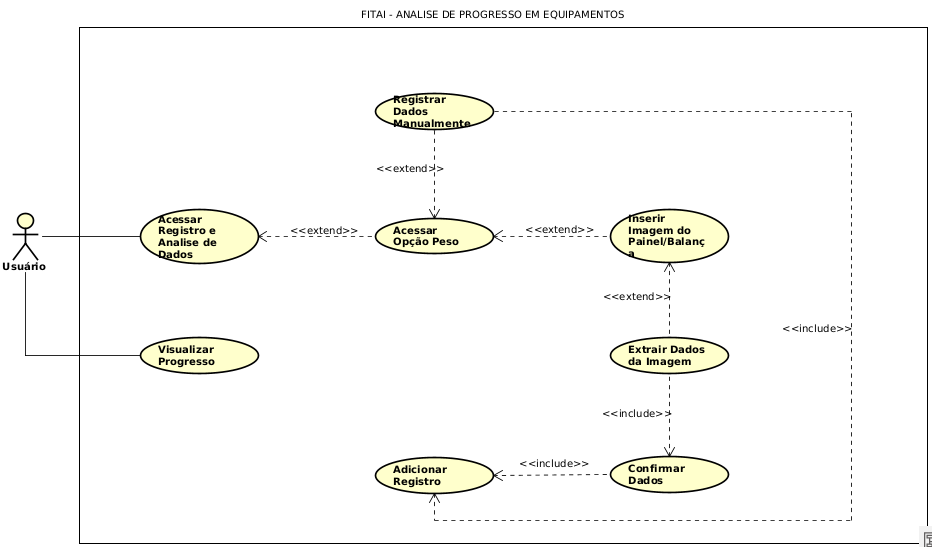 FITAI - ANALISE DE PROGRESSO EM EQUIPAMENTOS
Registrar
Dados
Manualmente
<<extend>>
Acessar
Registro e
Analise de
Dados
<<extend>>
Acessar
Opção Peso
<<extend>>
Inserir
Imagem do
Painel/Balanç
a
Usuário
<<extend>>
<<include>>
Visualizar
Progresso
Extrair Dados
da Imagem
<<include>>
Adicionar
Registro
<<include>>
Confirmar
Dados